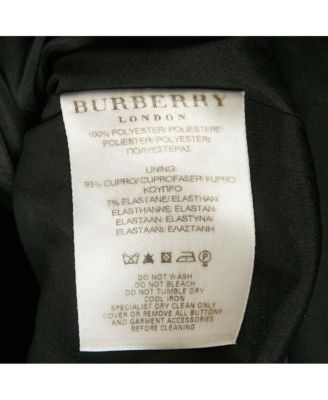 BURBERRY
LONDON
100% POLYESTER/ POLIESTERE/
POLYESTER/ POLIÉSTER/
ΠΟΛΥΕΣΤΕΡΑΣ
LINING:
93% CUPRO/ CUPROFASER/ KUPRO/
ΚΟΥΠΡΟ
7% ELASTANE/ ELASTHAN/
ELASTHANNE/ ELASTAN/
ELASTAAN/ ELASTYNA/
ELASTAANI/ ΕΛΑΣΤΑΝΗ
DO NOT WASH
DO NOT BLEACH
DO NOT TUMBLE DRY
COOL IRON
SPECIALIST DRY CLEAN ONLY
COVER OR REMOVE ALL BUTTONS
AND GARMENT ACCESSORIES
BEFORE CLEANING